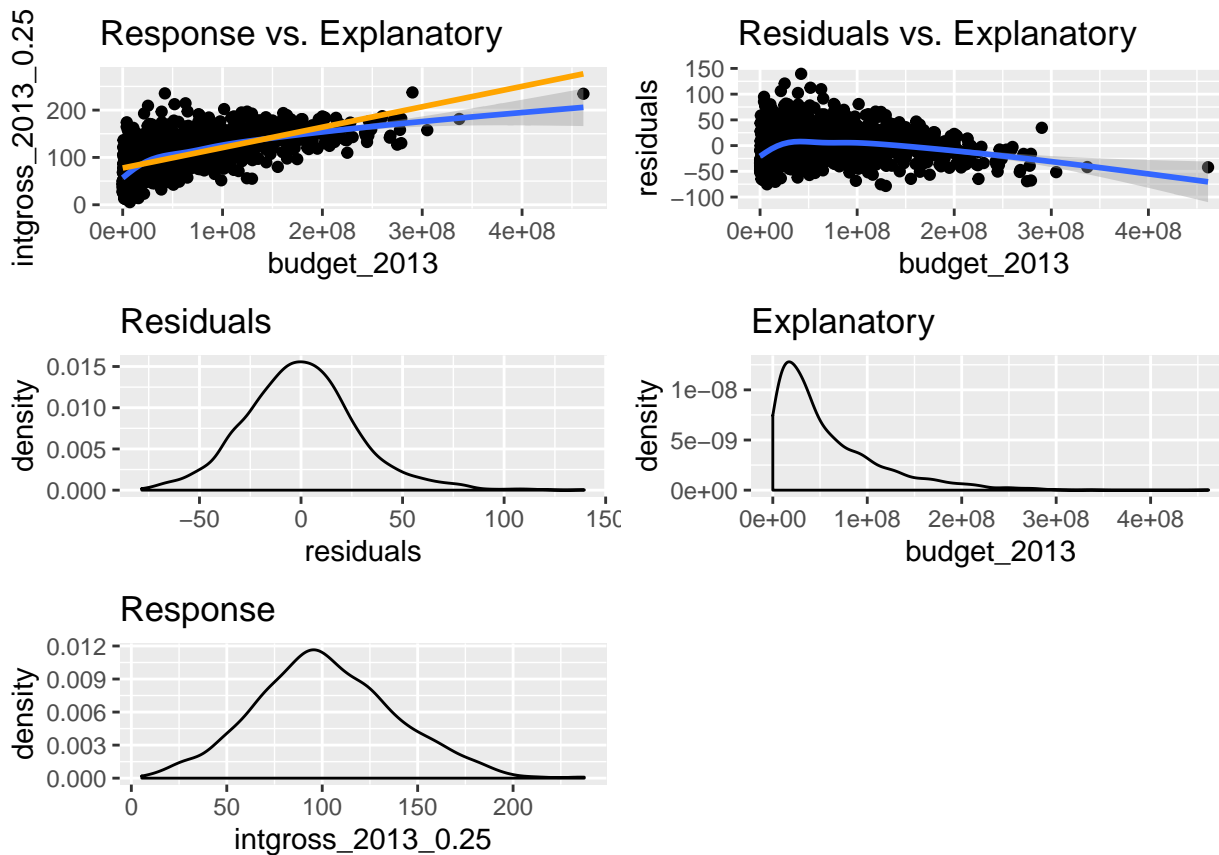 Response vs. Explanatory
intgross_2013_0.25
200
100
0
0e+00 1e+08 2e+08 3e+08 4e+08
budget_2013
Residuals vs. Explanatory
residuals
150
100
50
0
−50
−100
0e+00 1e+08 2e+08 3e+08 4e+08
budget_2013
Residuals
density
0.015
0.010
0.005
0.000
−50 0 50 100 150
residuals
Explanatory
density
1e−08
5e−09
0e+00
0e+00 1e+08 2e+08 3e+08 4e+08
budget_2013
Response
density
0.012
0.009
0.006
0.003
0.000
0 50 100 150 200
intgross_2013_0.25